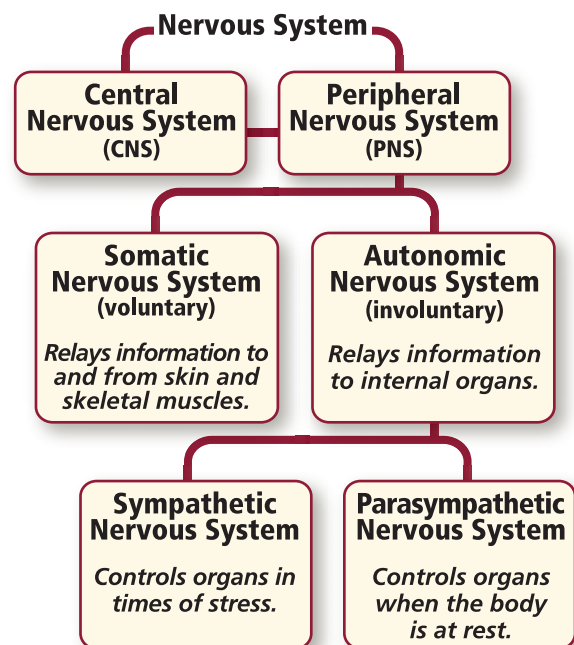 Nervous System
Central
Nervous System
(CNS)
Peripheral
Nervous System
(PNS)
Somatic
Nervous System
(voluntary)
Relays information to
and from skin and
skeletal muscles.
Autonomic
Nervous System
(involuntary)
Relays information
to internal organs.
Sympathetic
Nervous System
Controls organs in
times of stress.
Parasympathetic
Nervous System
Controls organs
when the body
is at rest.